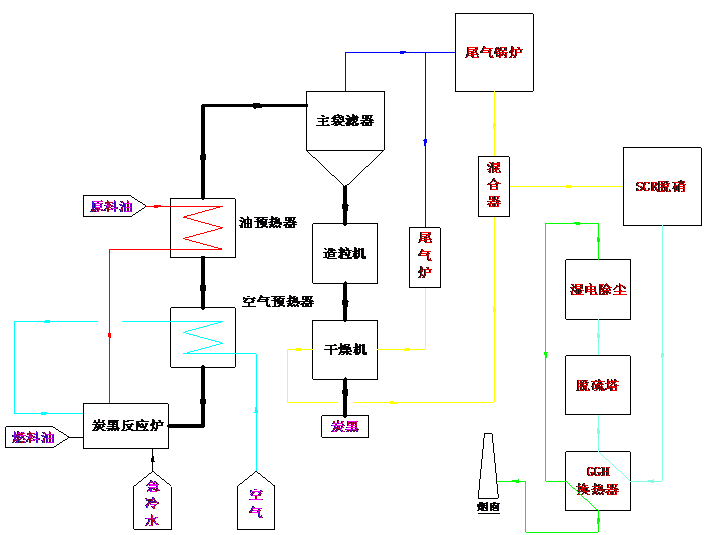 尾气锅炉
主袋滤器
混合器
SCR脱硝
原料油
油预热器
造粒机
尾气炉
湿电除尘
空气预热器
干燥机
脱硫塔
炭黑反应炉
炭黑
燃料油
GGH
换热器
急冷水
空气
烟囱